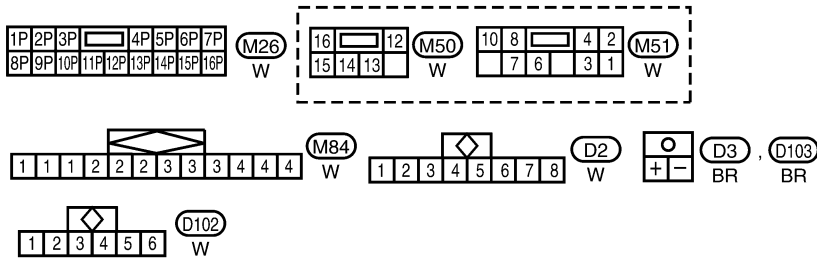 1P 2P 3P 4P 5P 6P 7P
8P 9P 10P 11P 12P 13P 14P 15P 16P
M26
W
16 12
15 14 13
M50
W
10 8 4 2
7 6 3 1
M51
W
1 1 1 2 2 2 3 3 3 4 4 4
M84
W
1 2 3 4 5 6 7 8
D2
W
+ −
D3 , D103
BR BR
1 2 3 4 5 6
D102
W